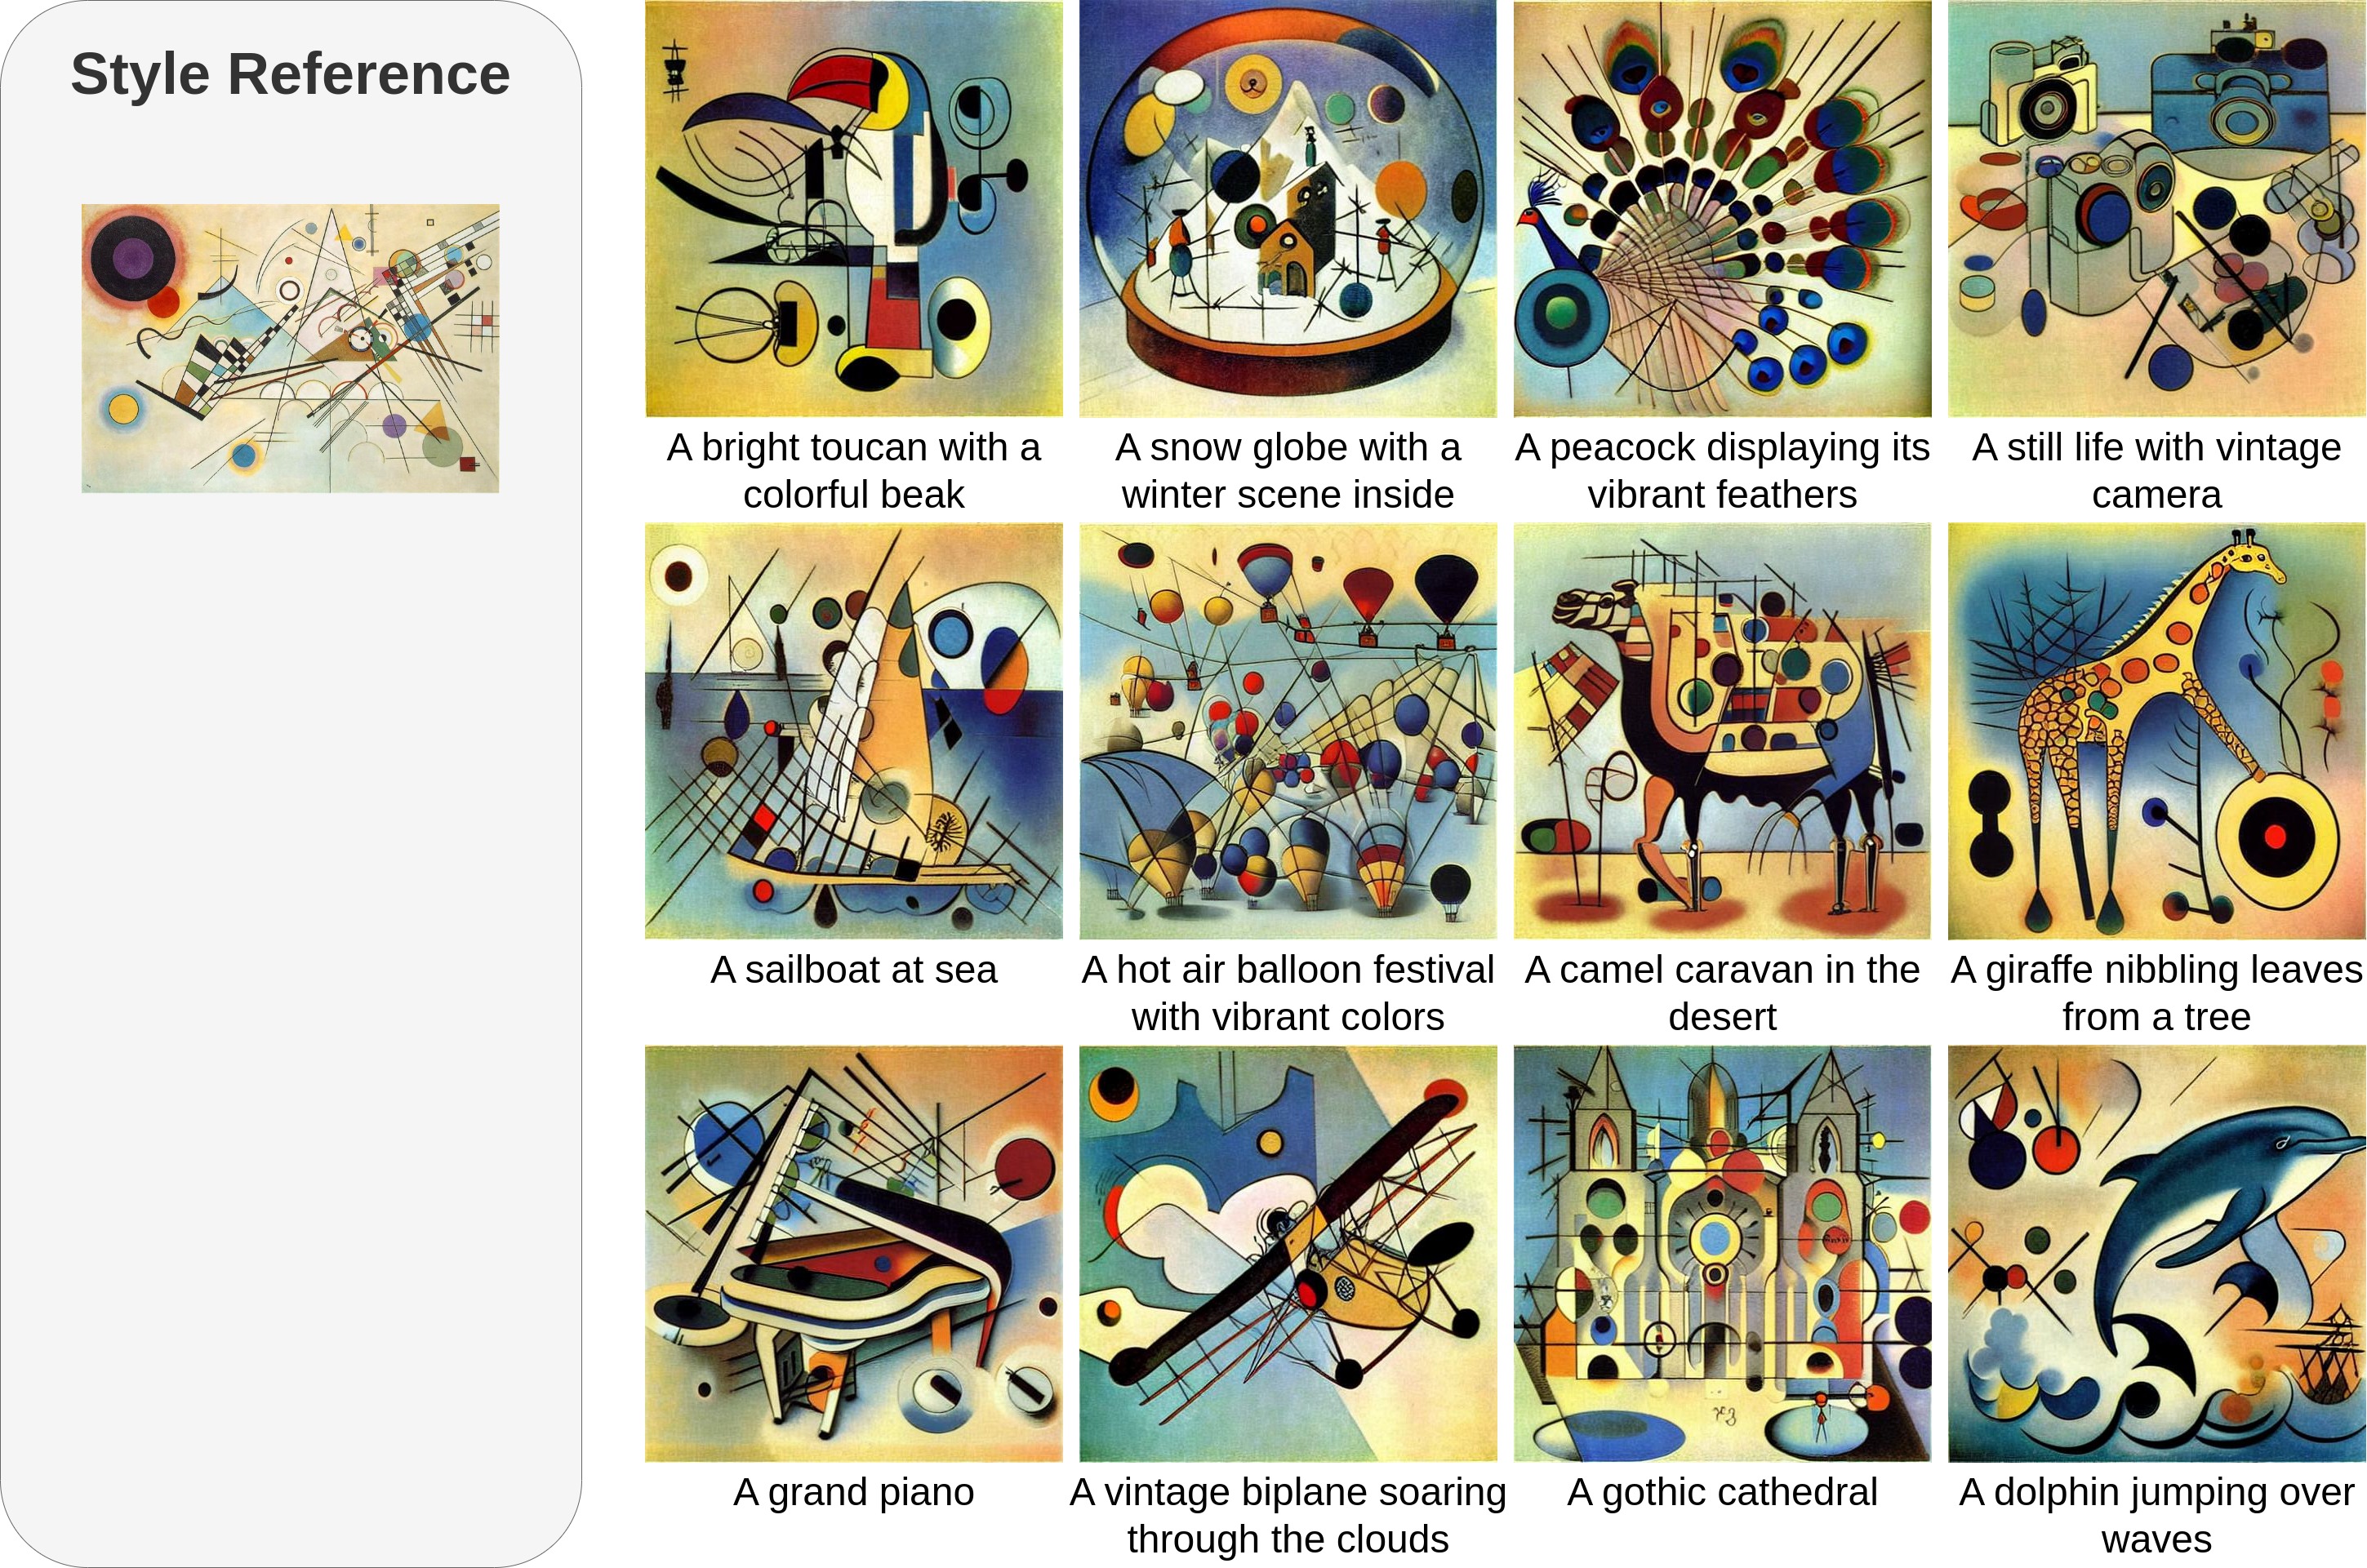 Style Reference
A bright toucan with a
colorful beak
A snow globe with a
winter scene inside
A peacock displaying its
vibrant feathers
A still life with vintage
camera
A sailboat at sea
A hot air balloon festival
with vibrant colors
A camel caravan in the
desert
A giraffe nibbling leaves
from a tree
A grand piano
A vintage biplane soaring
through the clouds
A gothic cathedral
A dolphin jumping over
waves